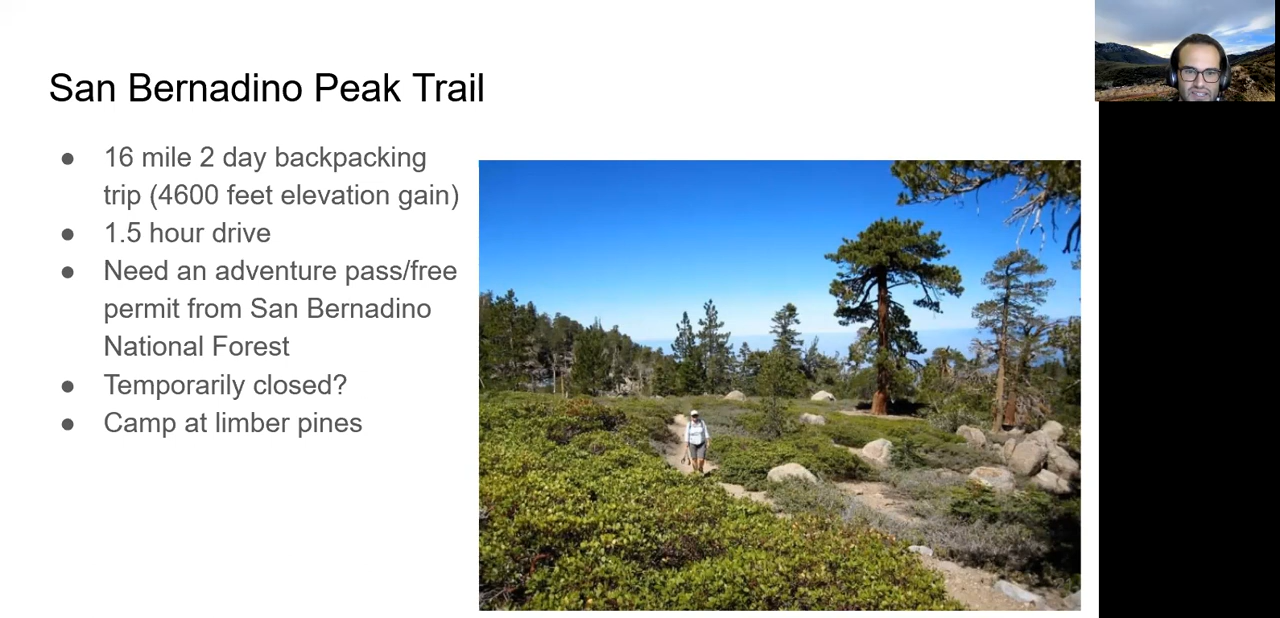 San Bernadino Peak Trail
● 16 mile 2 day backpacking
trip (4600 feet elevation gain)
● 1.5 hour drive
● Need an adventure pass/free
permit from San Bernadino
National Forest
● Temporarily closed?
● Camp at limber pines